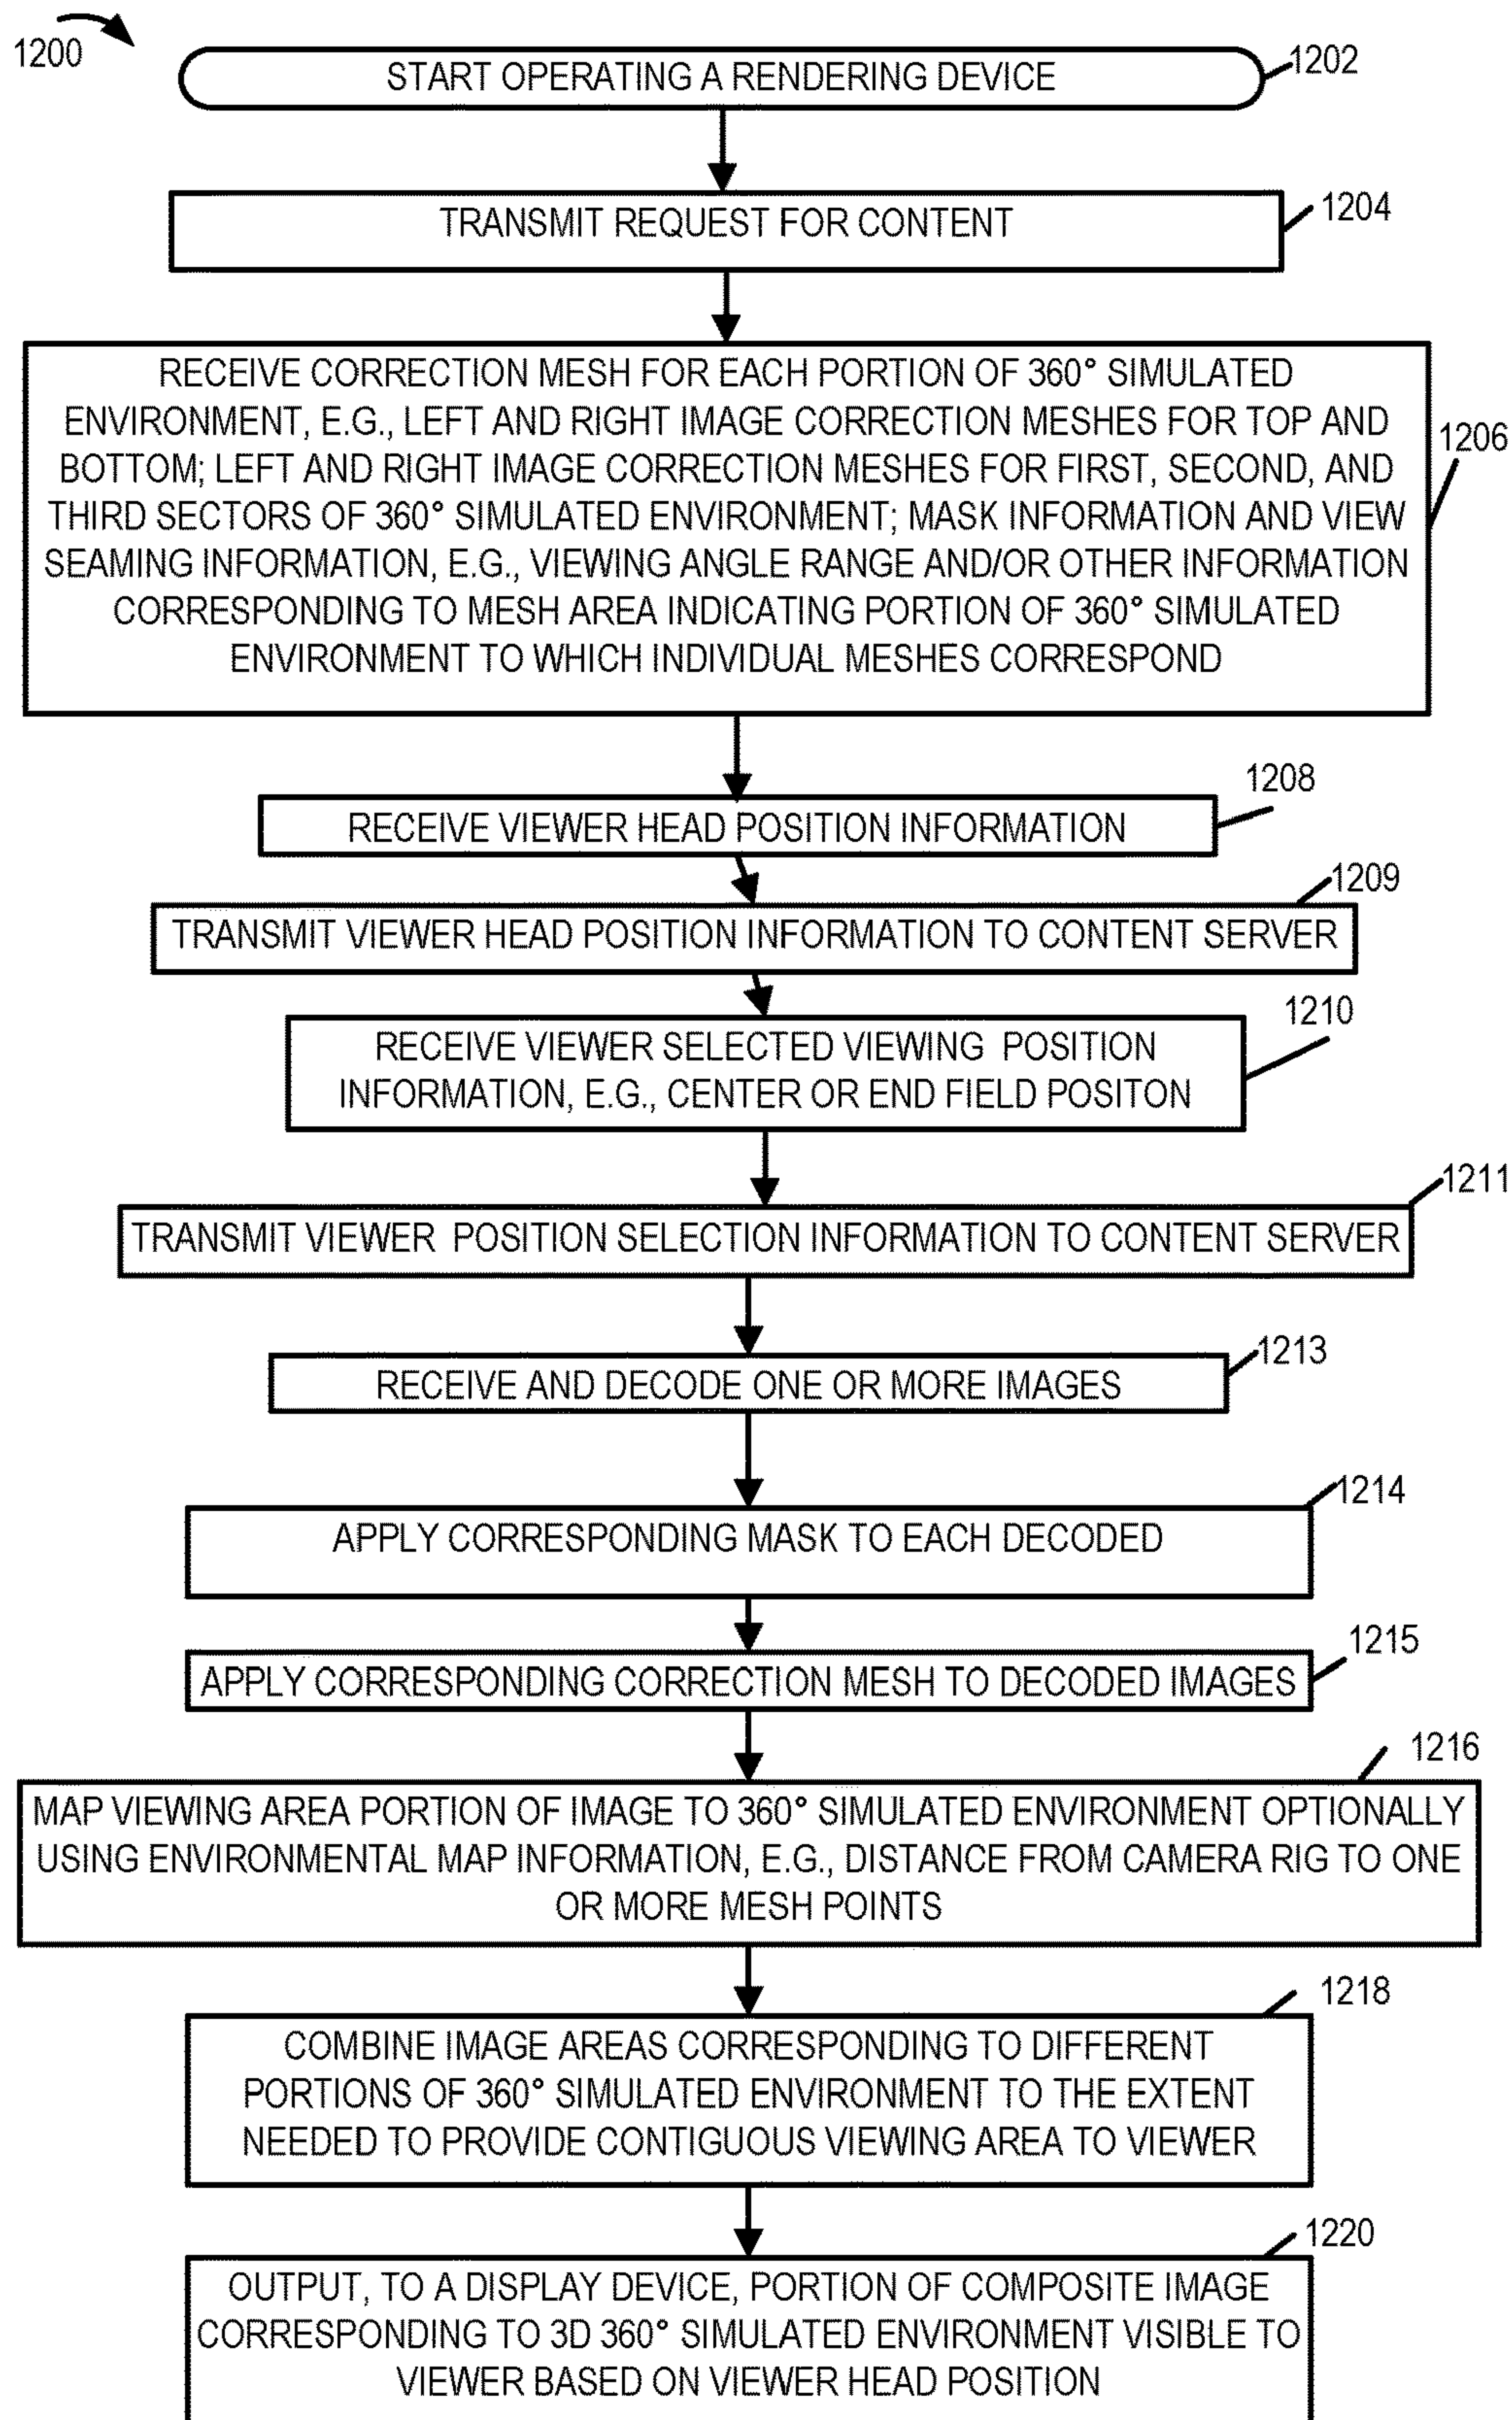 1200
START OPERATING A RENDERING DEVICE
1202
TRANSMIT REQUEST FOR CONTENT
1204
RECEIVE CORRECTION MESH FOR EACH PORTION OF 360° SIMULATED
ENVIRONMENT, E.G., LEFT AND RIGHT IMAGE CORRECTION MESHES FOR TOP AND
BOTTOM; LEFT AND RIGHT IMAGE CORRECTION MESHES FOR FIRST, SECOND, AND
THIRD SECTORS OF 360° SIMULATED ENVIRONMENT; MASK INFORMATION AND VIEW
SEAMING INFORMATION, E.G., VIEWING ANGLE RANGE AND/OR OTHER INFORMATION
CORRESPONDING TO MESH AREA INDICATING PORTION OF 360° SIMULATED
ENVIRONMENT TO WHICH INDIVIDUAL MESHES CORRESPOND
1206
RECEIVE VIEWER HEAD POSITION INFORMATION
1208
TRANSMIT VIEWER HEAD POSITION INFORMATION TO CONTENT SERVER
1209
RECEIVE VIEWER SELECTED VIEWING POSITION
INFORMATION, E.G., CENTER OR END FIELD POSITON
1210
TRANSMIT VIEWER POSITION SELECTION INFORMATION TO CONTENT SERVER
1211
RECEIVE AND DECODE ONE OR MORE IMAGES
1213
APPLY CORRESPONDING MASK TO EACH DECODED
1214
APPLY CORRESPONDING CORRECTION MESH TO DECODED IMAGES
1215
MAP VIEWING AREA PORTION OF IMAGE TO 360° SIMULATED ENVIRONMENT OPTIONALLY
USING ENVIRONMENTAL MAP INFORMATION, E.G., DISTANCE FROM CAMERA RIG TO ONE
OR MORE MESH POINTS
1216
COMBINE IMAGE AREAS CORRESPONDING TO DIFFERENT
PORTIONS OF 360° SIMULATED ENVIRONMENT TO THE EXTENT
NEEDED TO PROVIDE CONTIGUOUS VIEWING AREA TO VIEWER
1218
OUTPUT, TO A DISPLAY DEVICE, PORTION OF COMPOSITE IMAGE
CORRESPONDING TO 3D 360° SIMULATED ENVIRONMENT VISIBLE TO
VIEWER BASED ON VIEWER HEAD POSITION
1220